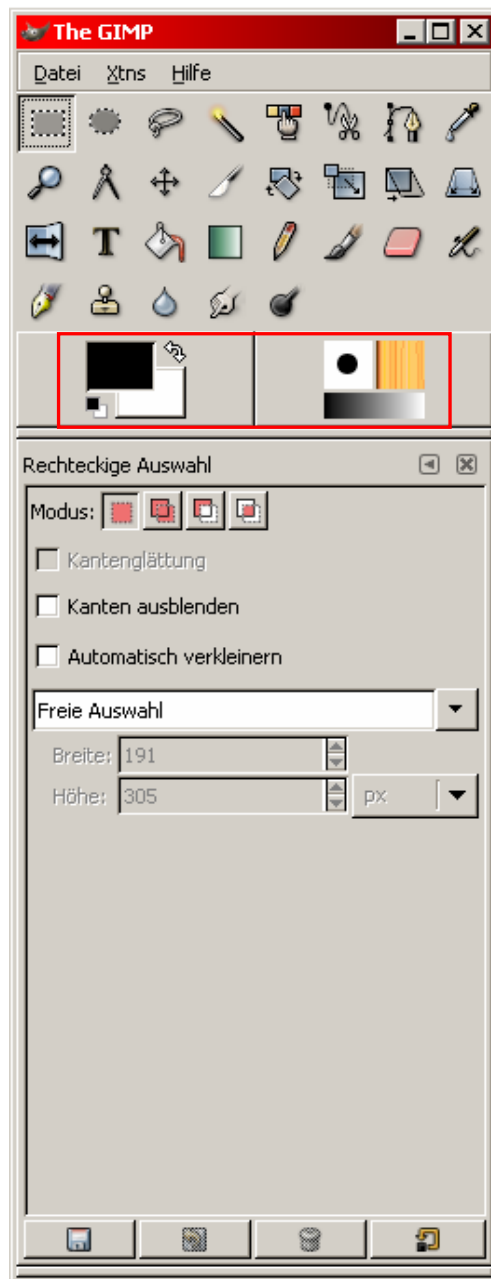 The GIMP
Datei Xtns Hilfe
Rechteckige Auswahl
Modus:
Kantenglättung
Kanten ausblenden
Automatisch verkleinern
Freie Auswahl
Breite: 191
Höhe: 305 px